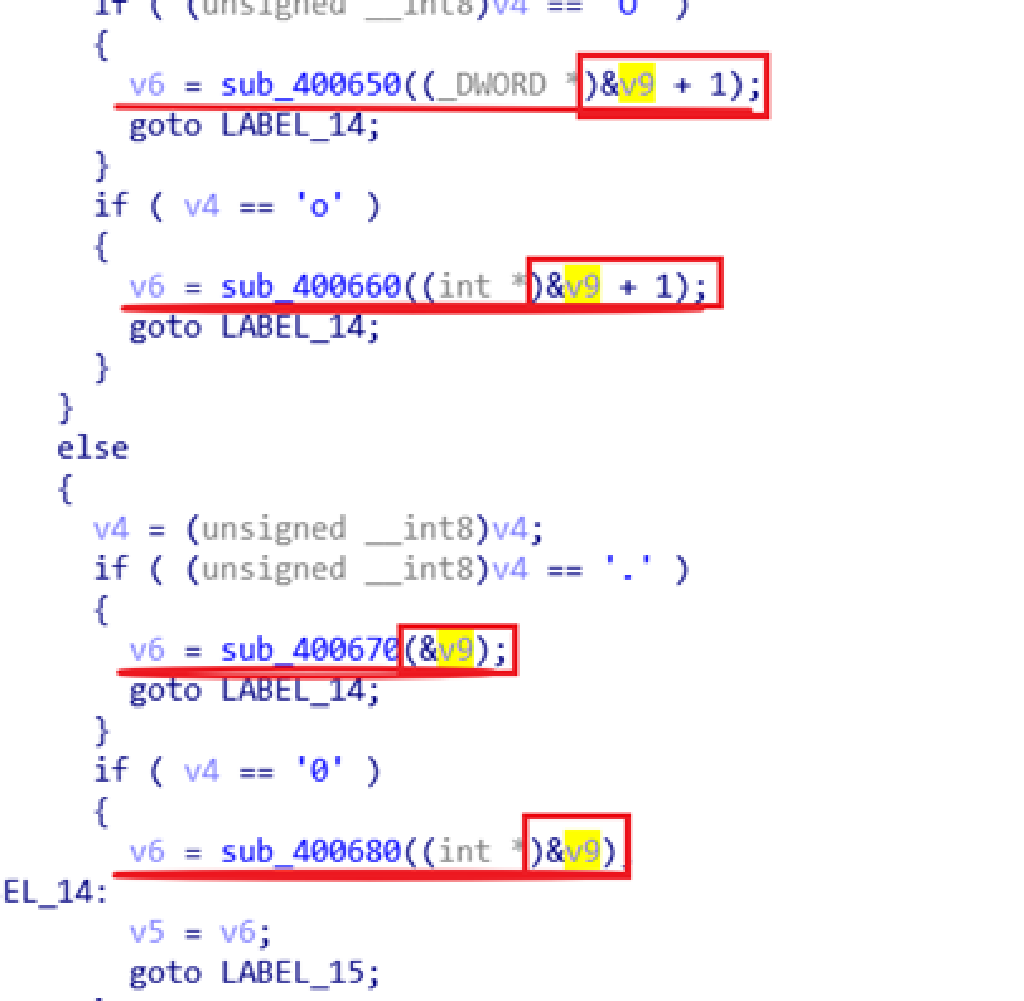 if ( (unsigned __int8)v4 == 'O' )
{
v6 = sub_400650((_DWORD *)&v9 + 1);
goto LABEL_14;
}
if ( v4 == 'o' )
{
v6 = sub_400660((int *)&v9 + 1);
goto LABEL_14;
}
}
else
{
v4 = (unsigned __int8)v4;
if ( (unsigned __int8)v4 == '.' )
{
v6 = sub_400670(&v9);
goto LABEL_14;
}
if ( v4 == '0' )
{
v6 = sub_400680((int *)&v9)
EL_14:
v5 = v6;
goto LABEL_15;